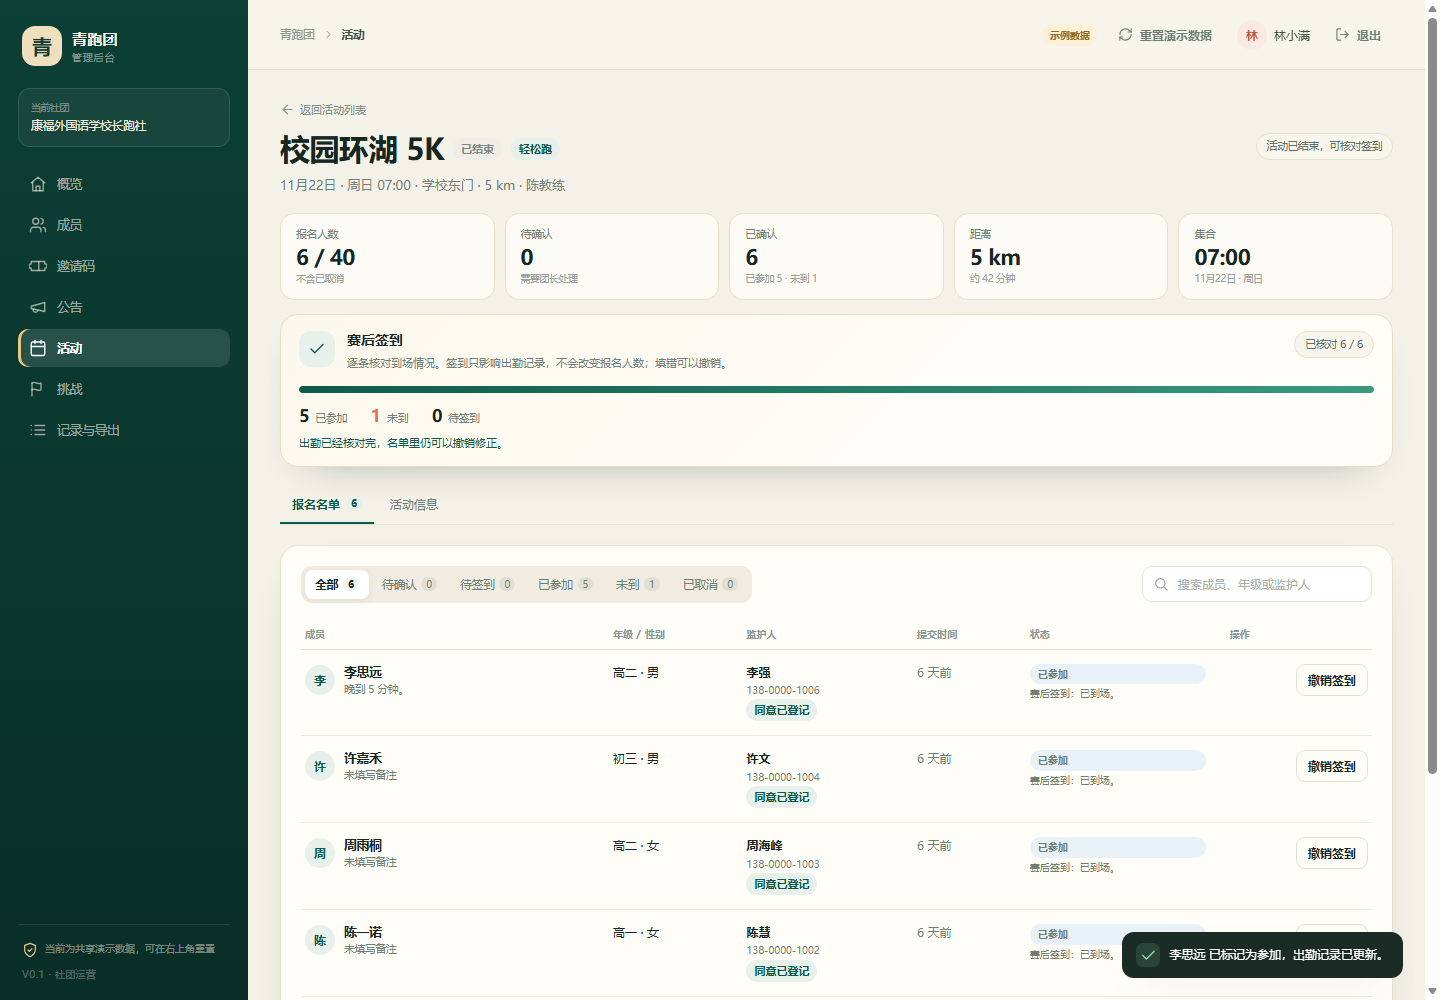 青
青跑团
管理后台
当前社团
康福外国语学校长跑社
概览
成员
邀请码
公告
活动
挑战
记录与导出
当前为共享演示数据，可在右上角重置
V0.1 · 社团运营
青跑团 > 活动
示例数据
重置演示数据
林 林小满
退出
返回活动列表
校园环湖 5K 已结束 轻松跑
活动已结束，可核对签到
11月22日 · 周日 07:00 · 学校东门 · 5 km · 陈教练
报名人数
6 / 40
不含已取消
待确认
0
需要团长处理
已确认
6
已参加 5 · 未到 1
距离
5 km
约 42 分钟
集合
07:00
11月22日 · 周日
赛后签到
逐条核对到场情况。签到只影响出勤记录，不会改变报名人数；填错可以撤销。
已核对 6 / 6
5 已参加 1 未到 0 待签到
出勤已经核对完，名单里仍可以撤销修正。
报名名单 6 活动信息
全部 6 待确认 0 待签到 0 已参加 5 未到 1 已取消 0
搜索成员、年级或监护人
成员 年级 / 性别 监护人 提交时间 状态 操作
李 李思远 高二 · 男 李强 6 天前 已参加 撤销签到
晚到 5 分钟。 138-0000-1006 赛后签到：已到场。
同意已登记
许 许嘉禾 初三 · 男 许文 6 天前 已参加 撤销签到
未填写备注 138-0000-1004 赛后签到：已到场。
同意已登记
周 周雨桐 高二 · 女 周海峰 6 天前 已参加 撤销签到
未填写备注 138-0000-1003 赛后签到：已到场。
同意已登记
陈 陈一诺 高一 · 女 陈慧 6 天前 已参加
未填写备注 138-0000-1002 赛后签到：已到场。
同意已登记
李思远 已标记为参加，出勤记录已更新。